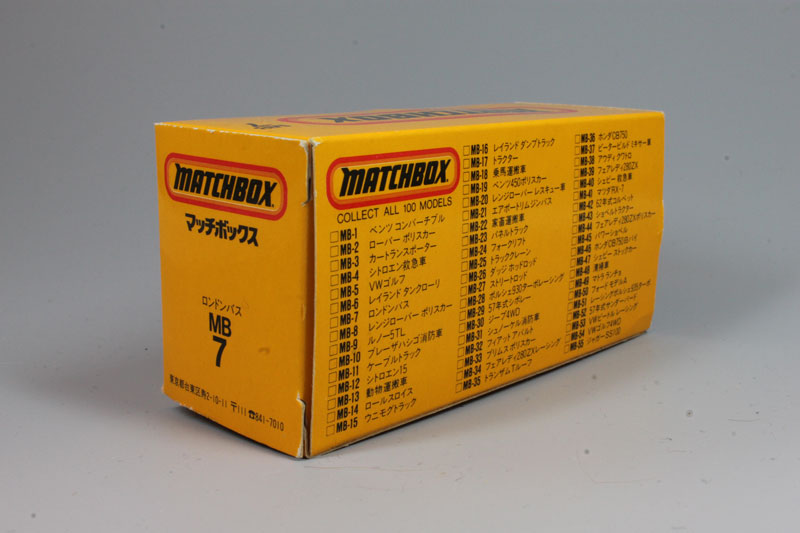 MATCHBOX
マッチボックス
ロンドンバス
MB
7
東京都台東区駒形2-10-11 〒111 ☎841-7010
MATCHBOX
COLLECT ALL 100 MODELS
MB-1 ベンツ コンバーチブル
MB-2 ローバー ポリスカー
MB-3 カートランスポーター
MB-4 シトロエン救急車
MB-5 VWゴルフ
MB-6 レイランド タンクローリ
MB-7 ロンドンバス
MB-8 レンジローバー ポリスカー
MB-9 ルノー5TL
MB-10 ブレーザハシゴ消防車
MB-11 ケーブルトラック
MB-12 シトロエン15
MB-13 動物運搬車
MB-14 ロールスロイス
MB-15 ウニモグトラック
MB-16 レイランド ダンプトラック
MB-17 トラクター
MB-18 乗馬運搬車
MB-19 ベンツ450ポリスカー
MB-20 レンジローバー レスキュー車
MB-21 エアポートリムジンバス
MB-22 家畜運搬車
MB-23 パネルトラック
MB-24 フォークリフト
MB-25 トラッククレーン
MB-26 ダッジ ホッドロッド
MB-27 ストリートロッド
MB-28 ポルシェ930ターボレーシング
MB-29 57年式シボレー
MB-30 ジープ4WD
MB-31 シュノーケル消防車
MB-32 フィアット アバルト
MB-33 プリムス ポリスカー
MB-34 フェアレディ280ZXレーシング
MB-35 トランザムTルーフ
MB-36 ホンダCB750
MB-37 ピータービルド ミキサー車
MB-38 アウディクワトロ
MB-39 フェアレディ280ZX
MB-40 シェビー 救急車
MB-41 マツダRX-7
MB-42 62年式コルベット
MB-43 ショベルトラクター
MB-44 フェアレディ280ZXポリスカー
MB-45 パワーショベル
MB-46 ホンダCB750白バイ
MB-47 シェビー ストックカー
MB-48
MB-49 マトラ ランチョ
MB-50 フォード モデルA
MB-51 レーシングポルシェ935ターボ
MB-52 57年式サンダーバード
MB-53 VWビートル レーシング
MB-54 VWゴルフ4WD
MB-55 ジャガーSS100